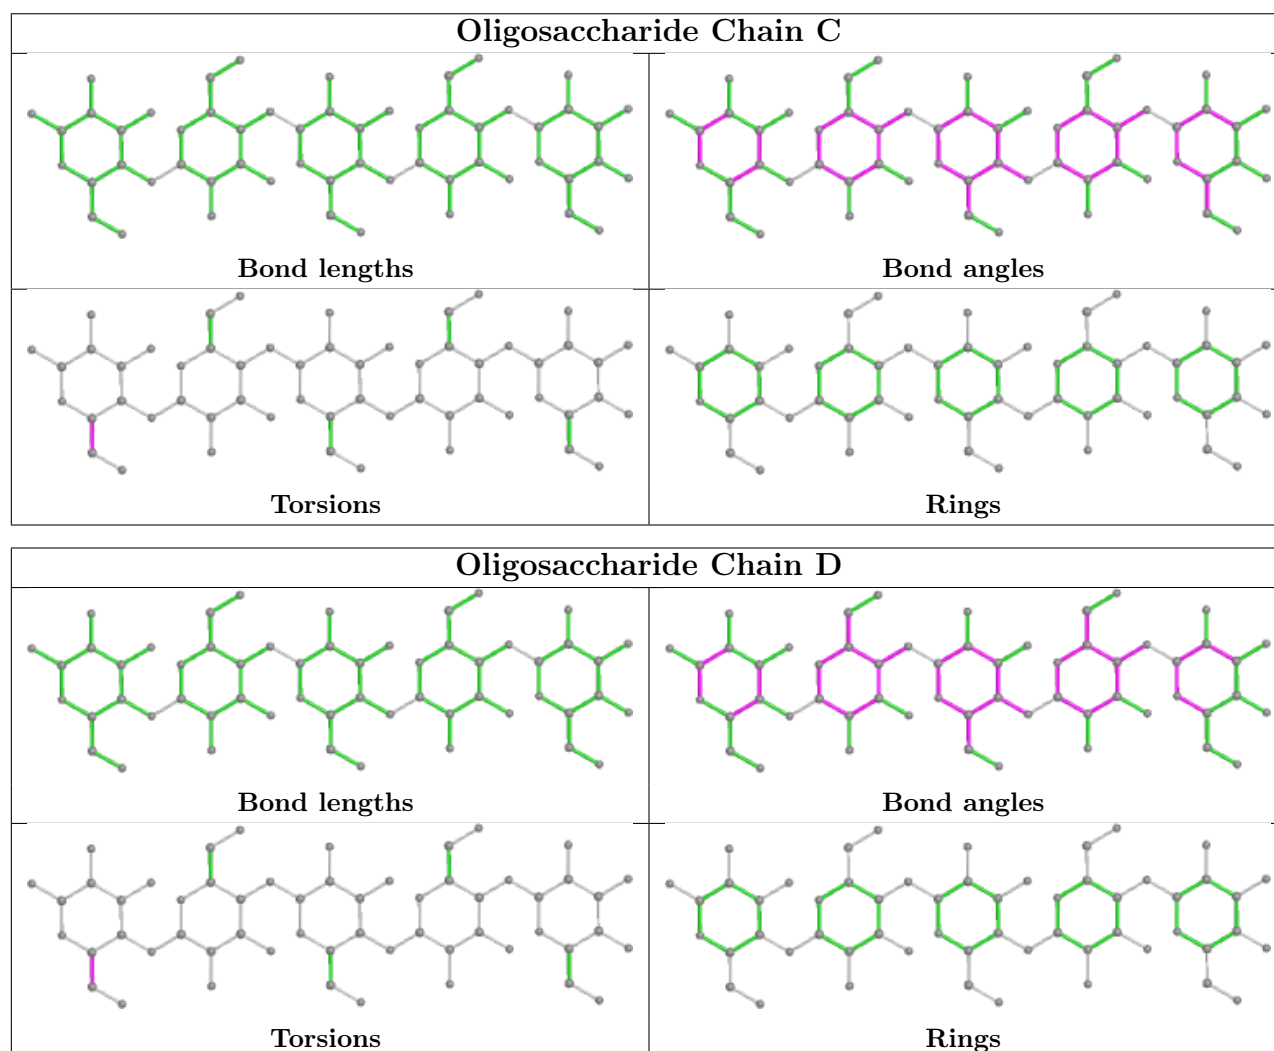 Oligosaccharide Chain C
Bond lengths
Bond angles
Torsions
Rings
Oligosaccharide Chain D
Bond lengths
Bond angles
Torsions
Rings